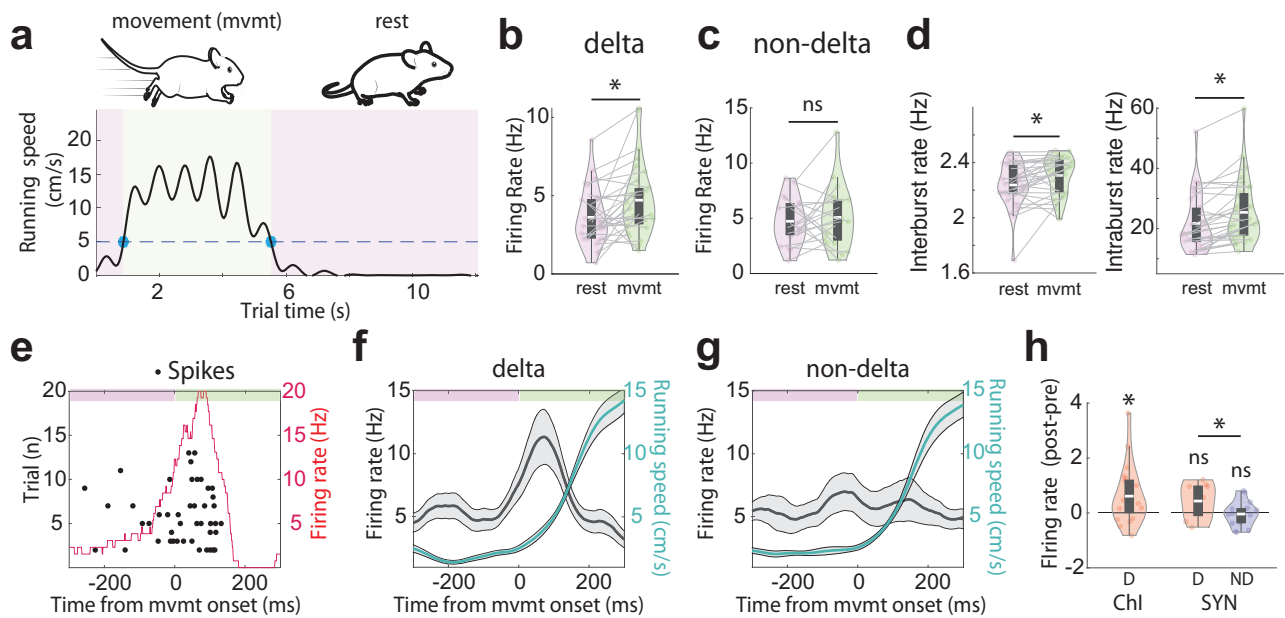 a
movement (mvmt)
rest
Running speed
(cm/s)
20
15
10
5
0
2
6
10
Trial time (s)
b
delta
*
Firing Rate (Hz)
10
5
0
rest mvmt
c
non-delta
ns
Firing Rate (Hz)
15
10
5
0
rest mvmt
d
*
Interburst rate (Hz)
2.4
2
1.6
rest mvmt
*
Intraburst rate (Hz)
60
40
20
rest mvmt
e
• Spikes
Trial (n)
20
15
10
5
0
20
15
10
5
Firing rate (Hz)
-200
0
200
Time from mvmt onset (ms)
f
delta
Firing rate (Hz)
15
10
5
15
10
5
Running speed (cm/s)
-200
0
200
Time from mvmt onset (ms)
g
non-delta
Firing rate (Hz)
15
10
5
15
10
5
Running speed (cm/s)
-200
0
200
Time from mvmt onset (ms)
h
FIring rate (post-pre)
4
2
0
-2
*
*
ns
ns
D
D
ND
ChI
SYN